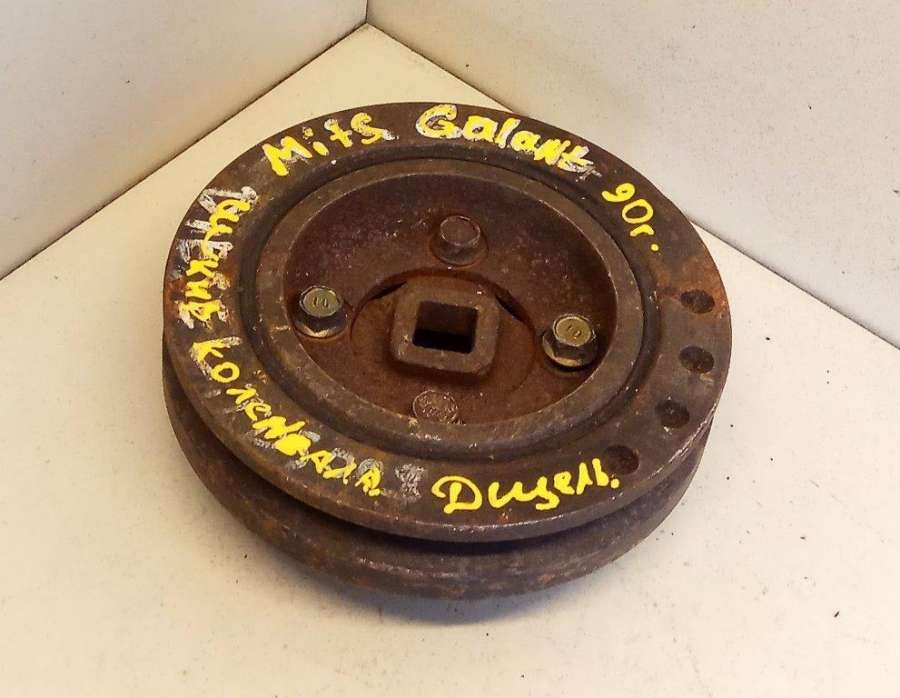 шкив коленвала
Mits Galant 90г.
Дизель